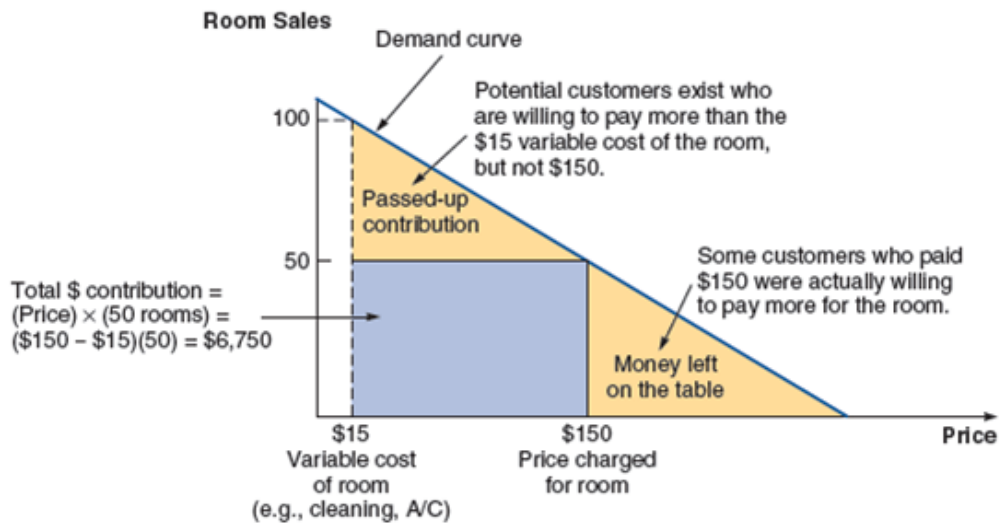 Room Sales
Demand curve
Potential customers exist who
are willing to pay more than the
$15 variable cost of the room,
but not $150.
100
Passed-up
contribution
50
Some customers who paid
$150 were actually willing
to pay more for the room.
Total $ contribution =
(Price) × (50 rooms) =
($150 – $15)(50) = $6,750
Money left
on the table
$15
Variable cost
of room
(e.g., cleaning, A/C)
$150
Price charged
for room
Price